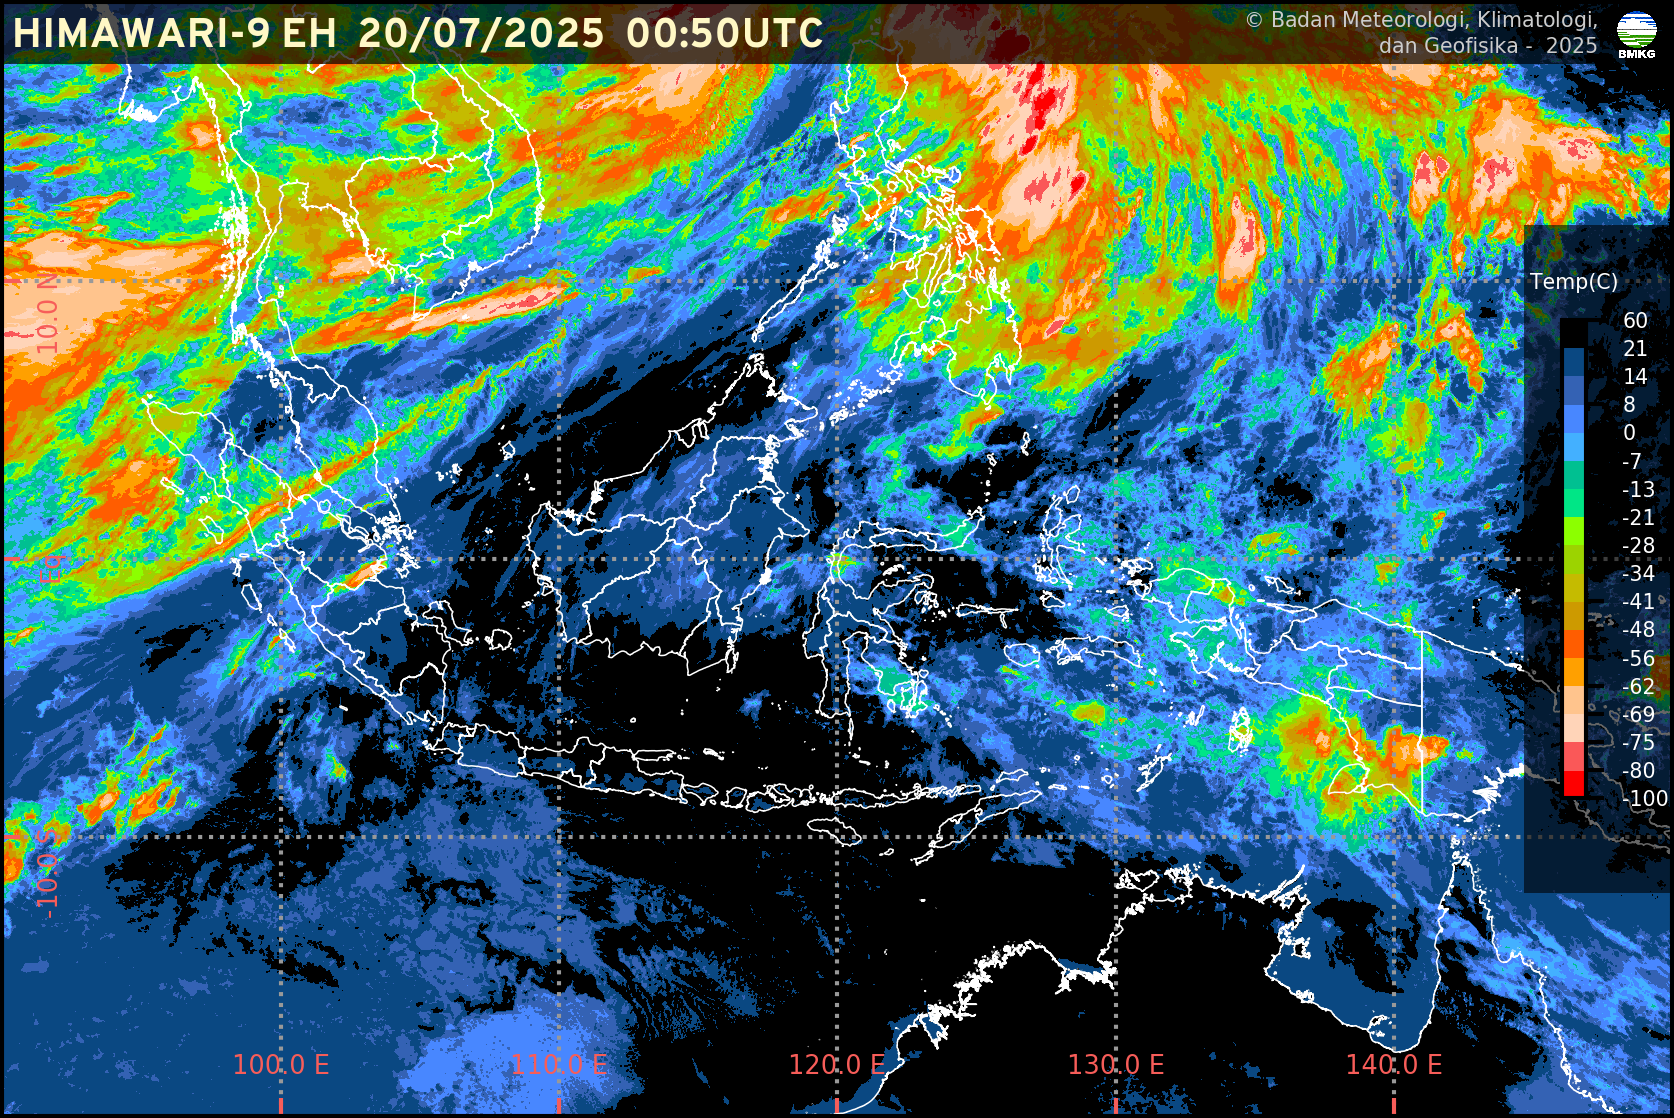 HIMAWARI-9 EH 20/07/2025 00:50UTC
© Badan Meteorologi, Klimatologi,
dan Geofisika - 2025
BMKG
Temp(C)
60
21
14
8
0
-7
-13
-21
-28
-34
-41
-48
-56
-62
-69
-75
-80
-100
10.0 N
EQ
-10.0 S
100.0 E
110.0 E
120.0 E
130.0 E
140.0 E